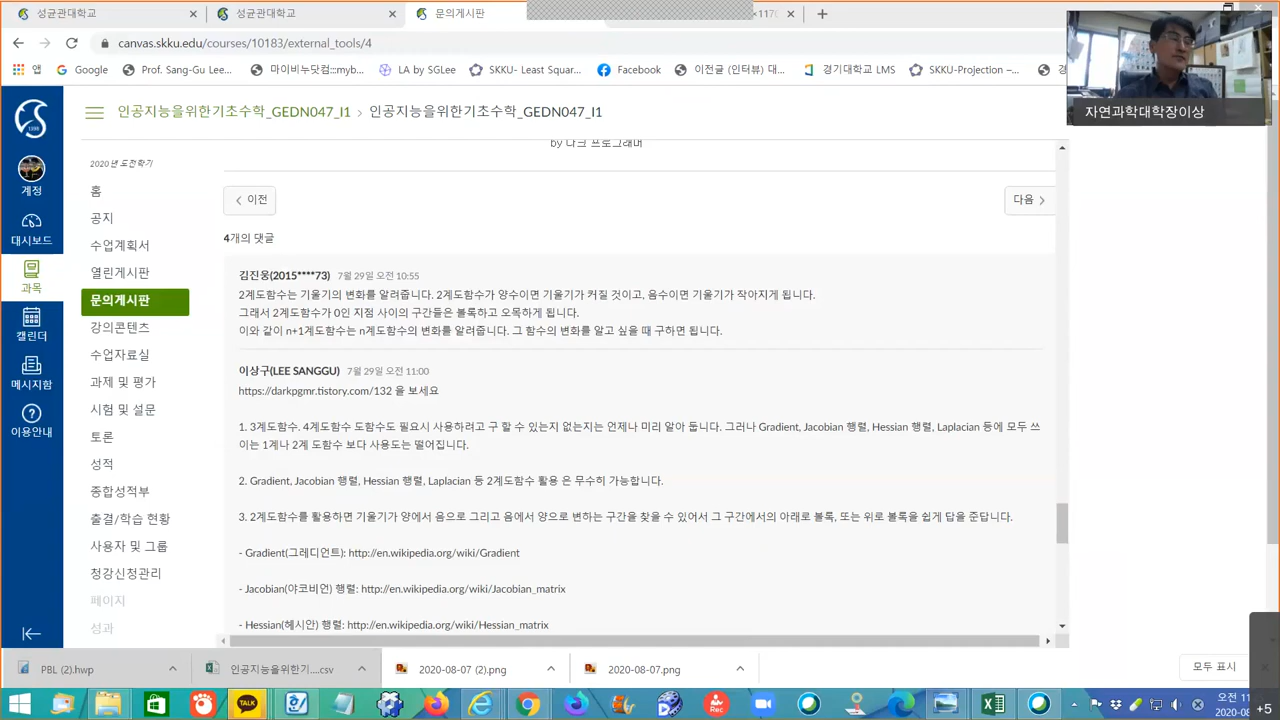 성균관대학교
성균관대학교
문의게시판
×117(
canvas.skku.edu/courses/10183/external_tools/4
앱
Google
Prof. Sang-Gu Lee...
마이비누닷컴:::myb...
LA by SGLee
SKKU- Least Squar...
Facebook
이전글 (인터뷰) 대...
경기대학교 LMS
SKKU-Projection –...
자연과학대학장이상
1398
계정
대시보드
과목
캘린더
메시지함
이용안내
인공지능을위한기초수학_GEDN047_I1 › 인공지능을위한기초수학_GEDN047_I1
2020년 도전학기
홈
공지
수업계획서
열린게시판
문의게시판
강의콘텐츠
수업자료실
과제 및 평가
시험 및 설문
토론
성적
종합성적부
출결/학습 현황
사용자 및 그룹
청강신청관리
페이지
성과
by 다크 프로그래머
이전
다음
4개의 댓글
김진웅(2015****73) 7월 29일 오전 10:55
2계도함수는 기울기의 변화를 알려줍니다. 2계도함수가 양수이면 기울기가 커질 것이고, 음수이면 기울기가 작아지게 됩니다.
그래서 2계도함수가 0인 지점 사이의 구간들은 볼록하고 오목하게 됩니다.
이와 같이 n+1계도함수는 n계도함수의 변화를 알려줍니다. 그 함수의 변화를 알고 싶을 때 구하면 됩니다.
이상구(LEE SANGGU) 7월 29일 오전 11:00
https://darkpgmr.tistory.com/132 을 보세요
1. 3계도함수. 4계도함수 도함수도 필요시 사용하려고 구 할 수 있는지 없는지는 언제나 미리 알아 둡니다. 그러나 Gradient, Jacobian 행렬, Hessian 행렬, Laplacian 등에 모두 쓰
이는 1계나 2계 도함수 보다 사용도는 떨어집니다.
2. Gradient, Jacobian 행렬, Hessian 행렬, Laplacian 등 2계도함수 활용 은 무수히 가능합니다.
3. 2계도함수를 활용하면 기울기가 양에서 음으로 그리고 음에서 양으로 변하는 구간을 찾을 수 있어서 그 구간에서의 아래로 볼록, 또는 위로 볼록을 쉽게 답을 준답니다.
- Gradient(그레디언트): http://en.wikipedia.org/wiki/Gradient
- Jacobian(야코비언) 행렬: http://en.wikipedia.org/wiki/Jacobian_matrix
- Hessian(헤시안) 행렬: http://en.wikipedia.org/wiki/Hessian_matrix
PBL (2).hwp
인공지능을위한기....csv
2020-08-07 (2).png
2020-08-07.png
모두 표시
TALK
Rec
오전 11
2020-08
+5